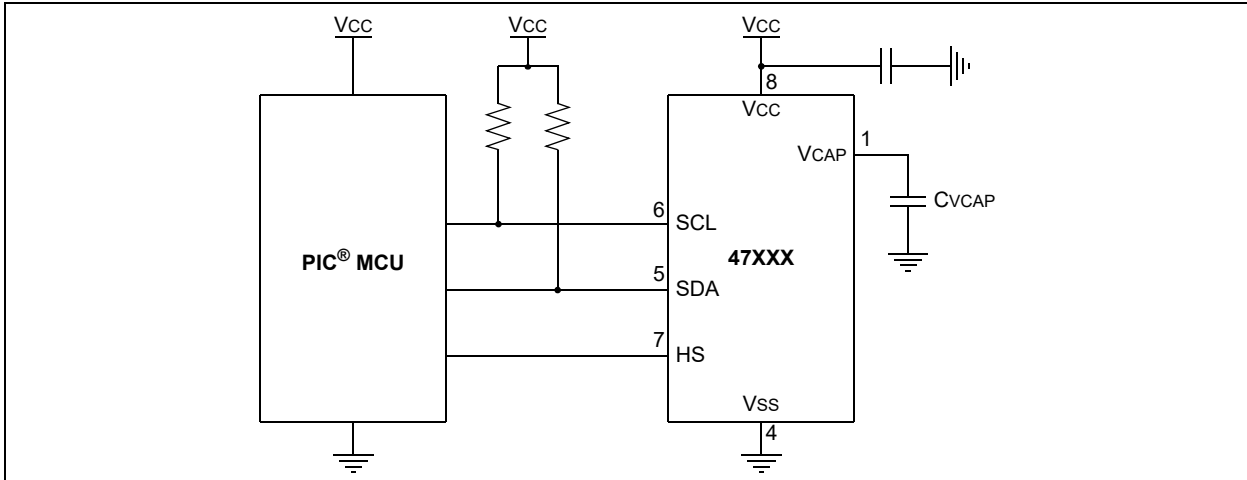 VCC
VCC
VCC
8
VCC
1
VCAP
CVCAP
6
SCL
PIC® MCU
47XXX
5
SDA
7
HS
VSS
4